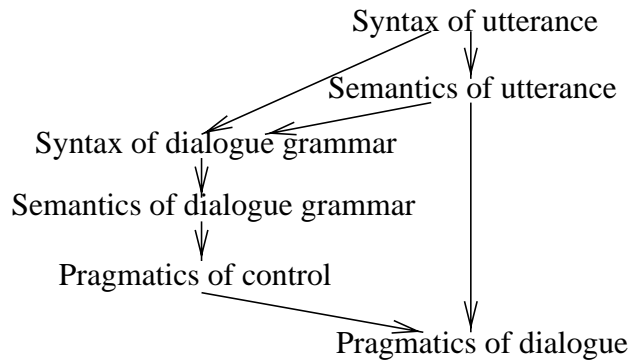 Syntax of utterance
Semantics of utterance
Syntax of dialogue grammar
Semantics of dialogue grammar
Pragmatics of control
Pragmatics of dialogue